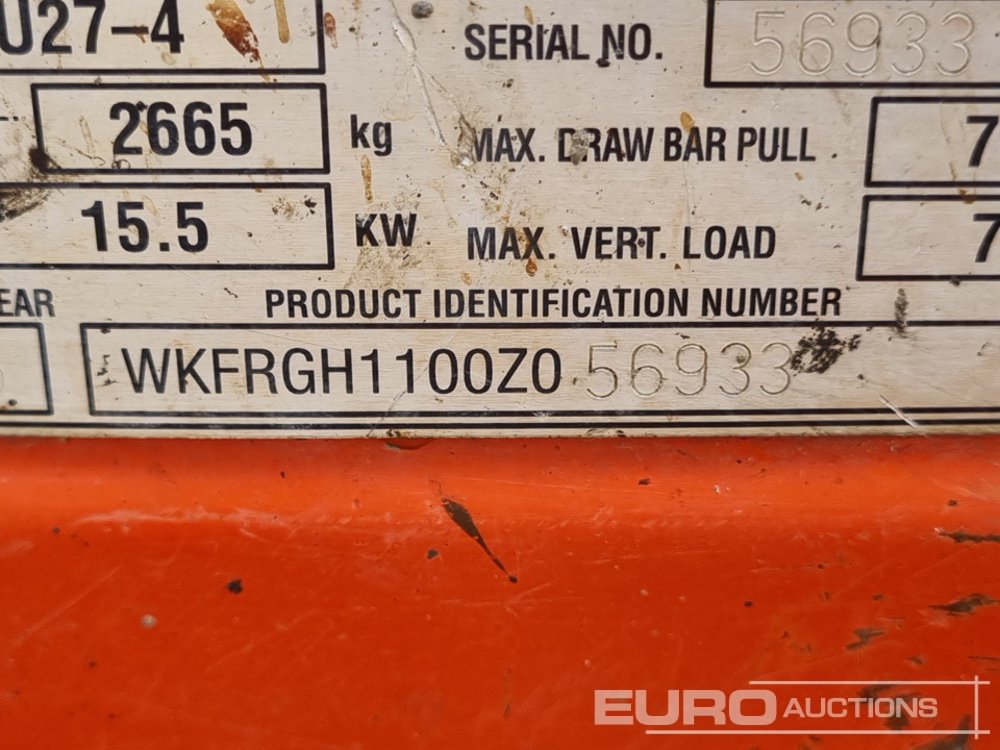 U27-4 SERIAL NO. 56933
2665 kg MAX. DRAW BAR PULL 7
15.5 KW MAX. VERT. LOAD 7
EAR PRODUCT IDENTIFICATION NUMBER
WKFRGH1100Z0 56933
EURO AUCTIONS